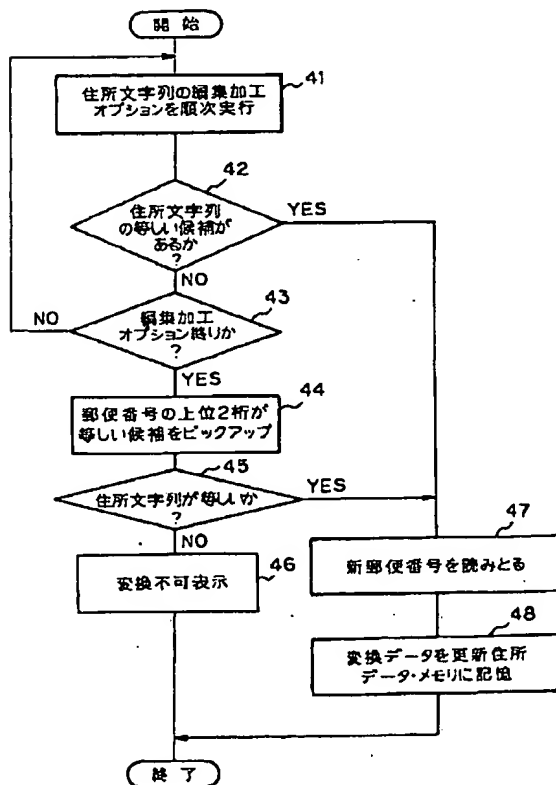 開始
41
住所文字列の編集加工
オプションを順次実行
42
住所文字列
の等しい候補が
あるか
?
YES
NO
43
NO
編集加工
オプション終りか
?
YES
44
郵便番号の上位2桁が
等しい候補をピックアップ
45
住所文字列が等しいか
?
YES
NO
46
変換不可表示
47
新郵便番号を読みとる
48
変換データを更新住所
データ・メモリに記憶
終了